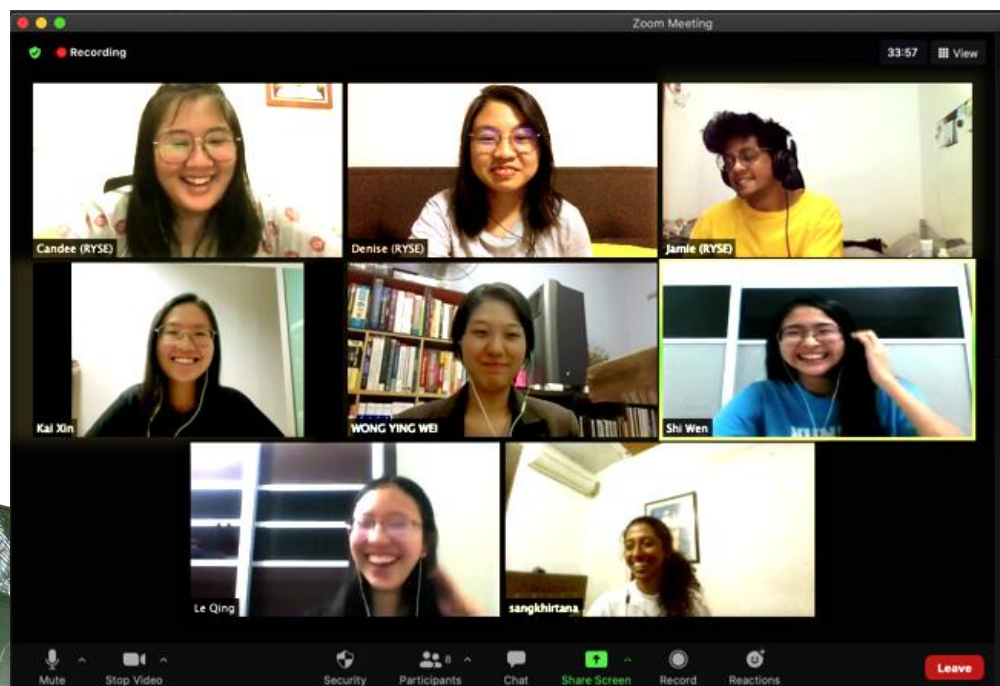 Zoom Meeting
Recording
33:57
View
Candee (RYSE)
Denise (RYSE)
Jamie (RYSE)
Kai Xin
WONG YING WEI
Shi Wen
Le Qing
sangkhirtana
Mute
Stop Video
Security
Participants
8
Chat
Share Screen
Record
Reactions
Leave